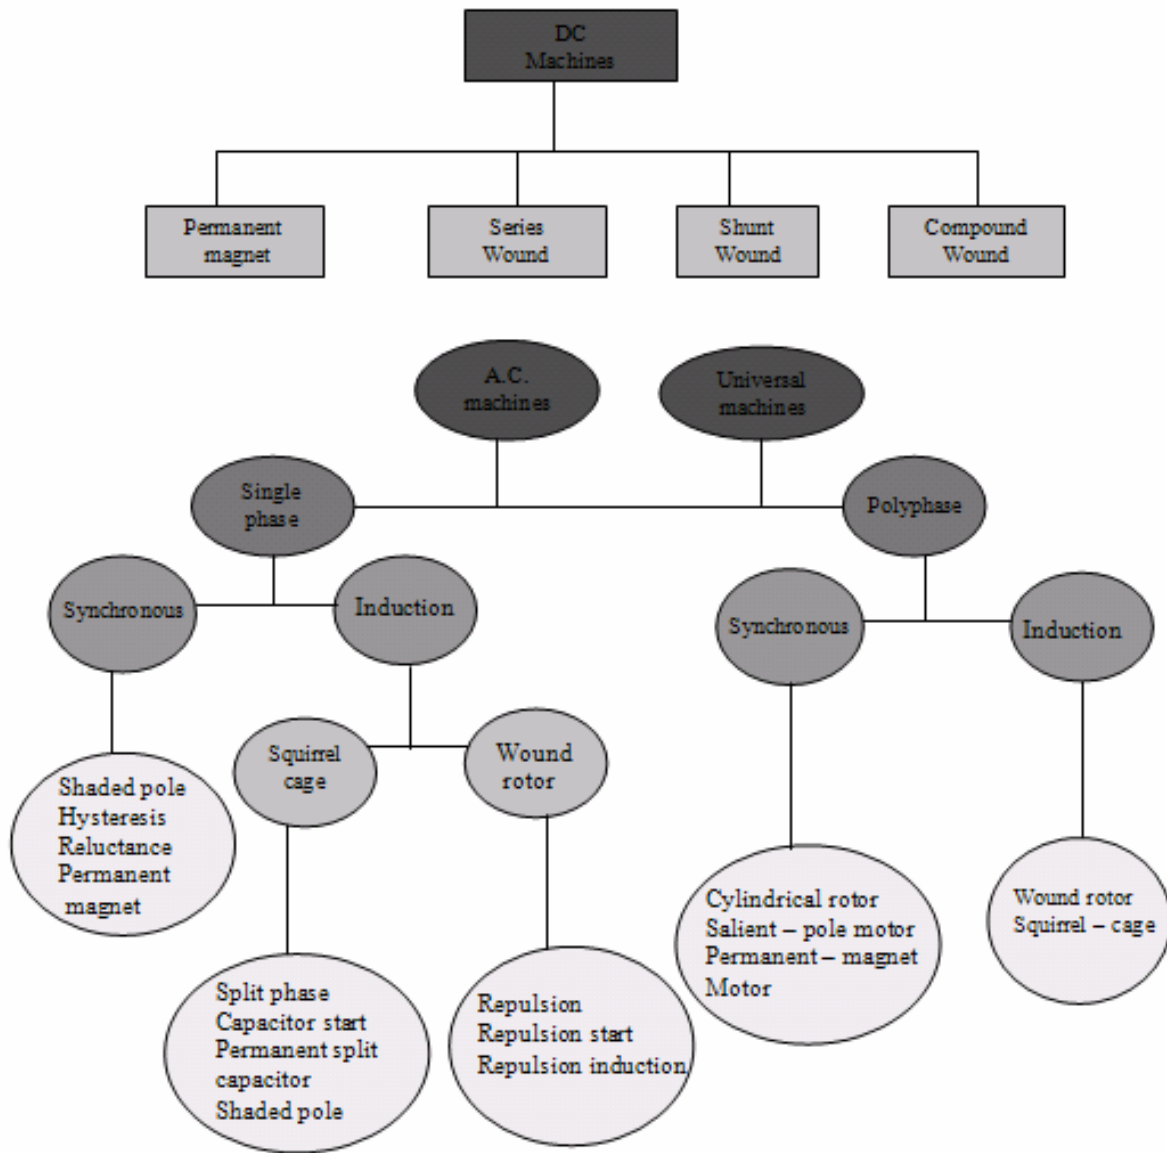 DC
Machines
Permanent
magnet
Series
Wound
Shunt
Wound
Compound
Wound
A.C.
machines
Universal
machines
Single
phase
Polyphase
Synchronous
Induction
Synchronous
Induction
Squirrel
cage
Wound
rotor
Shaded pole
Hysteresis
Reluctance
Permanent
magnet
Cylindrical rotor
Salient – pole motor
Permanent – magnet
Motor
Wound rotor
Squirrel – cage
Split phase
Capacitor start
Permanent split
capacitor
Shaded pole
Repulsion
Repulsion start
Repulsion induction